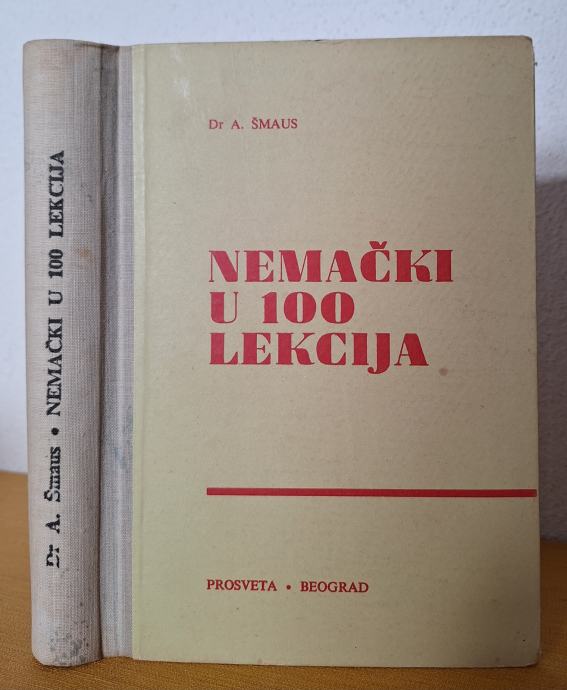 Dr A. Šmaus • NEMAČKI U 100 LEKCIJA
Dr A. ŠMAUS
NEMAČKI
U 100
LEKCIJA
PROSVETA • BEOGRAD